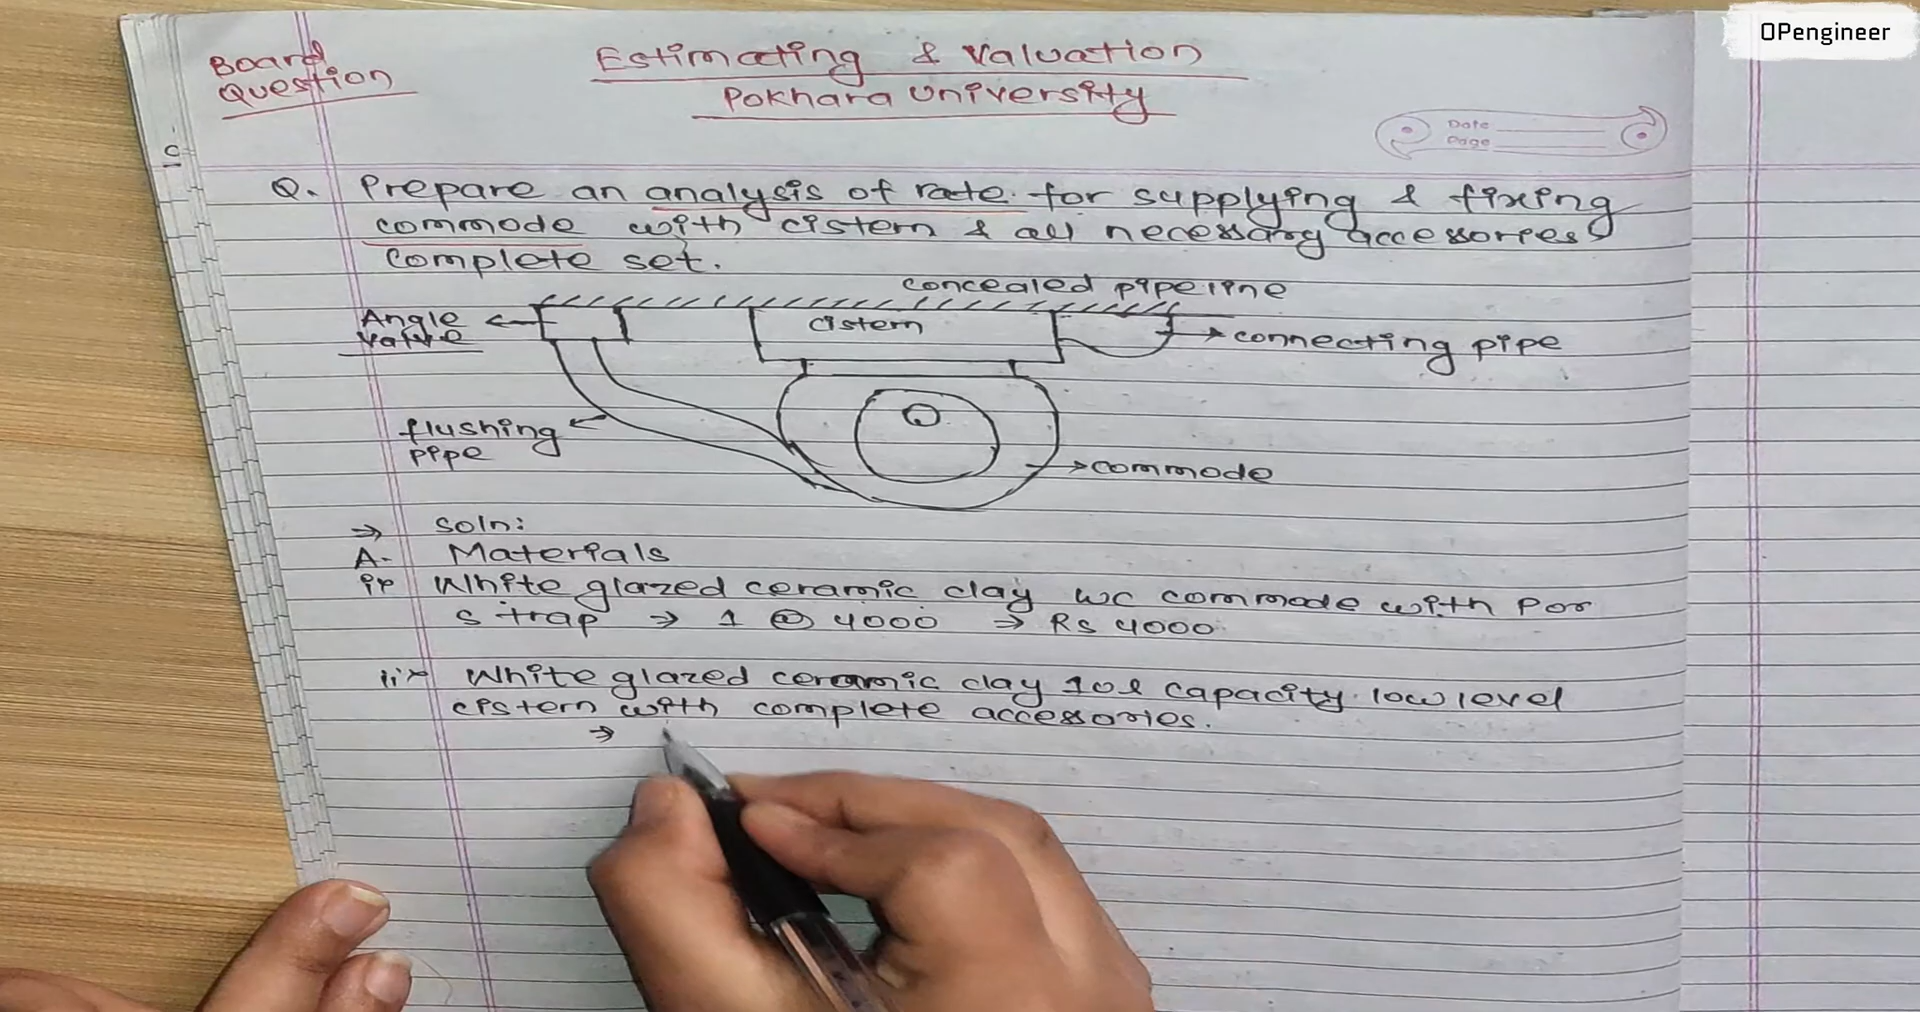 OPengineer
Board
Question
Estimating & Valuation
Pokhara University
Date
Page
Q. Prepare an analysis of rate for supplying & fixing
commode with cistern & all necessary accessories
complete set.
concealed pipeline
Angle
valve
cistern
connecting pipe
flushing
pipe
commode
⇒ Soln:
A. Materials
i) White glazed ceramic clay wc commode with P or
s trap ⇒ 1 @ 4000 ⇒ Rs 4000
ii) White glazed ceramic clay 10l capacity low level
cistern with complete accessories.
⇒